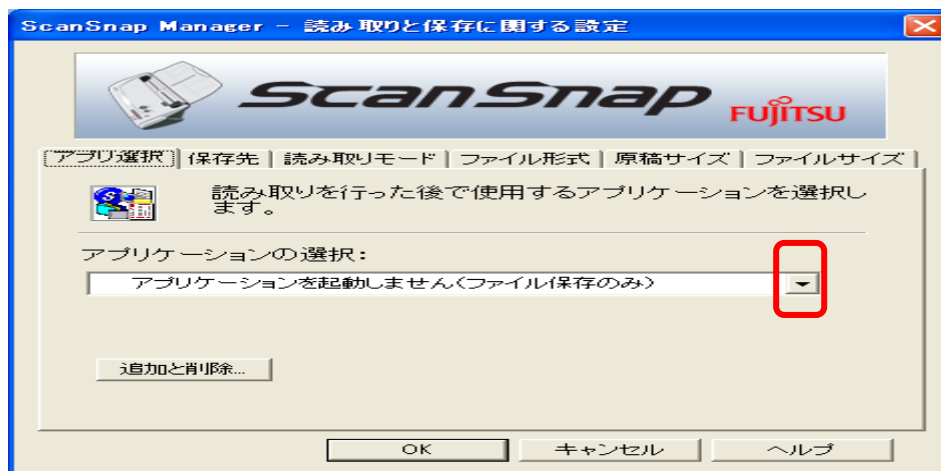 ScanSnap Manager - 読み取りと保存に関する設定
ScanSnap
FUJITSU
アプリ選択 保存先 読み取りモード ファイル形式 原稿サイズ ファイルサイズ
読み取りを行った後で使用するアプリケーションを選択し
ます。
アプリケーションの選択:
アプリケーションを起動しません(ファイル保存のみ)
追加と削除...
OK キャンセル ヘルプ